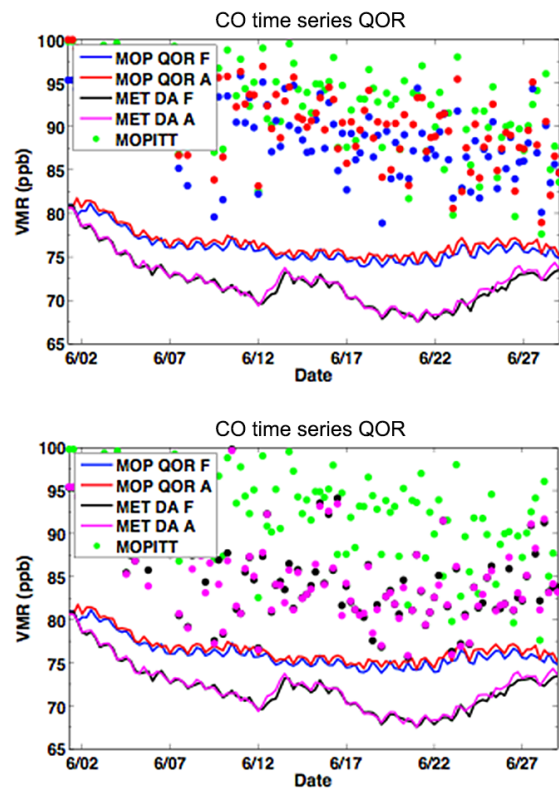 CO time series QOR
100
95
90
85
80
75
70
65
VMR (ppb)
MOP QOR F
MOP QOR A
MET DA F
MET DA A
MOPITT
6/02 6/07 6/12 6/17 6/22 6/27
Date
CO time series QOR
100
95
90
85
80
75
70
65
VMR (ppb)
MOP QOR F
MOP QOR A
MET DA F
MET DA A
MOPITT
6/02 6/07 6/12 6/17 6/22 6/27
Date